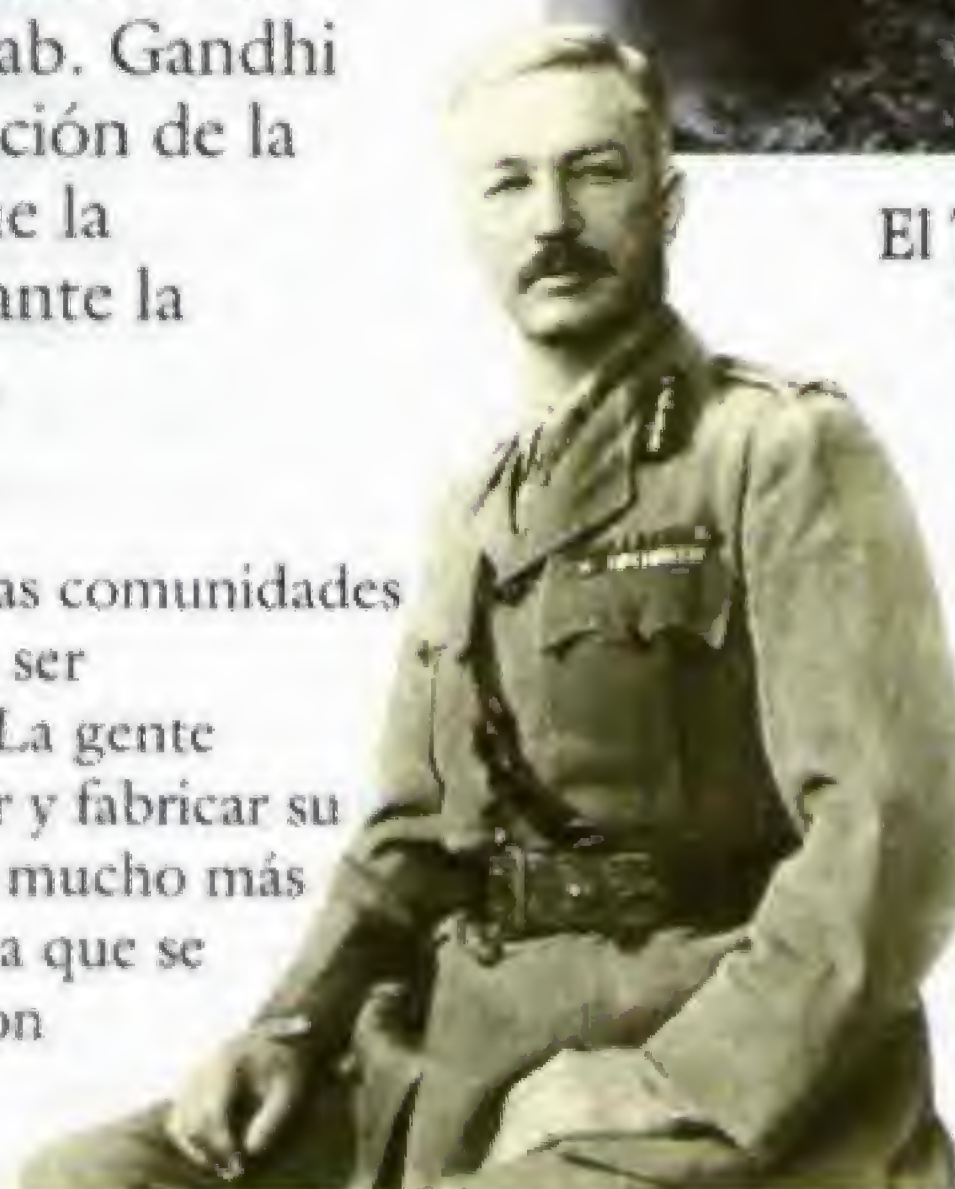 ab. Gandhi
ción de la
e la
ante la
El
as comunidades
ser
La gente
r y fabricar su
mucho más
a que se
on